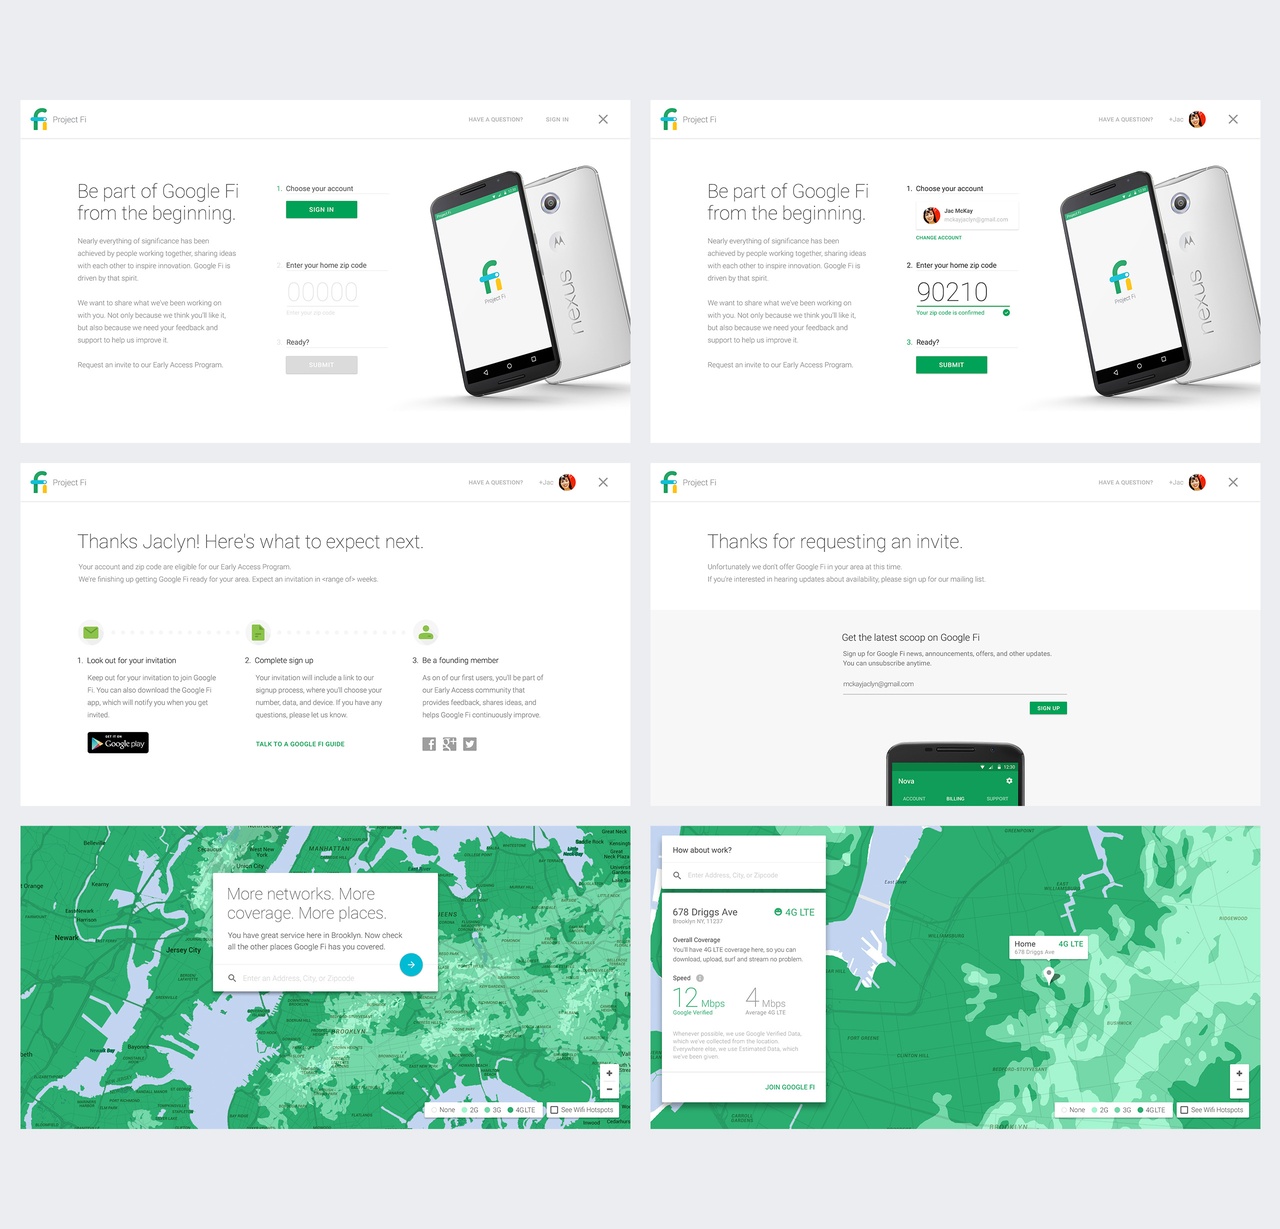 Project Fi
HAVE A QUESTION?
SIGN IN
Be part of Google Fi
from the beginning.
Nearly everything of significance has been
achieved by people working together, sharing ideas
with each other to inspire innovation. Google Fi is
driven by that spirit.
We want to share what we've been working on
with you. Not only because we think you'll like it,
but also because we need your feedback and
support to help us improve it.
Request an invite to our Early Access Program.
1. Choose your account
SIGN IN
2. Enter your home zip code
00000
Enter your zip code
3. Ready?
SUBMIT
Project Fi
nexus
Project Fi
HAVE A QUESTION?
+Jac
Be part of Google Fi
from the beginning.
Nearly everything of significance has been
achieved by people working together, sharing ideas
with each other to inspire innovation. Google Fi is
driven by that spirit.
We want to share what we've been working on
with you. Not only because we think you'll like it,
but also because we need your feedback and
support to help us improve it.
Request an invite to our Early Access Program.
1. Choose your account
Jac McKay
mckayjaclyn@gmail.com
CHANGE ACCOUNT
2. Enter your home zip code
90210
Your zip code is confirmed
3. Ready?
SUBMIT
Project Fi
nexus
Project Fi
HAVE A QUESTION?
+Jac
Thanks Jaclyn! Here's what to expect next.
Your account and zip code are eligible for our Early Access Program.
We're finishing up getting Google Fi ready for your area. Expect an invitation in <range of> weeks.
1. Look out for your invitation
Keep out for your invitation to join Google
Fi. You can also download the Google Fi
app, which will notify you when you get
invited.
GET IT ON
Google play
2. Complete sign up
Your invitation will include a link to our
signup process, where you'll choose your
number, data, and device. If you have any
questions, please let us know.
TALK TO A GOOGLE FI GUIDE
3. Be a founding member
As on of our first users, you'll be part of
our Early Access community that
provides feedback, shares ideas, and
helps Google Fi continuously improve.
Project Fi
HAVE A QUESTION?
+Jac
Thanks for requesting an invite.
Unfortunately we don't offer Google Fi in your area at this time.
If you're interested in hearing updates about availability, please sign up for our mailing list.
Get the latest scoop on Google Fi
Sign up for Google Fi news, announcements, offers, and other updates.
You can unsubscribe anytime.
mckayjaclyn@gmail.com
SIGN UP
12:30
Nova
ACCOUNT
BILLING
SUPPORT
Belleville
Secaucus
West New
York
Union City
MANHATTAN
Great Neck
Little
Neck Bay
Orange
Kearny
East Newark
Harrison
Newark
Jersey City
East River
More networks. More
coverage. More places.
You have great service here in Brooklyn. Now check
all the other places Google Fi has you covered.
Enter an Address, City, or Zipcode
BROOKLYN
Newark Bay
Bayonne
Inwood
+
−
None
2G
3G
4GLTE
See Wifi Hotspots
How about work?
Enter Address, City, or Zipcode
678 Driggs Ave
4G LTE
Brooklyn NY, 11237
Overall Coverage
You'll have 4G LTE coverage here, so you can
download, upload, surf and stream no problem.
Speed
12 Mbps
Google Verified
4 Mbps
Average 4G LTE
Whenever possible, we use Google Verified Data,
which we've collected from the location.
Everywhere else, we use Estimated Data, which
we've been given.
JOIN GOOGLE FI
GREENPOINT
East River
EAST
WILLIAMSBURG
RIDGEWOOD
WILLIAMSBURG
Home
4G LTE
678 Driggs Ave
BUSHWICK
FORT GREENE
CLINTON HILL
BEDFORD-STUYVESANT
CARROLL
GARDENS
BROOKLYN
+
−
None
2G
3G
4GLTE
See Wifi Hotspots